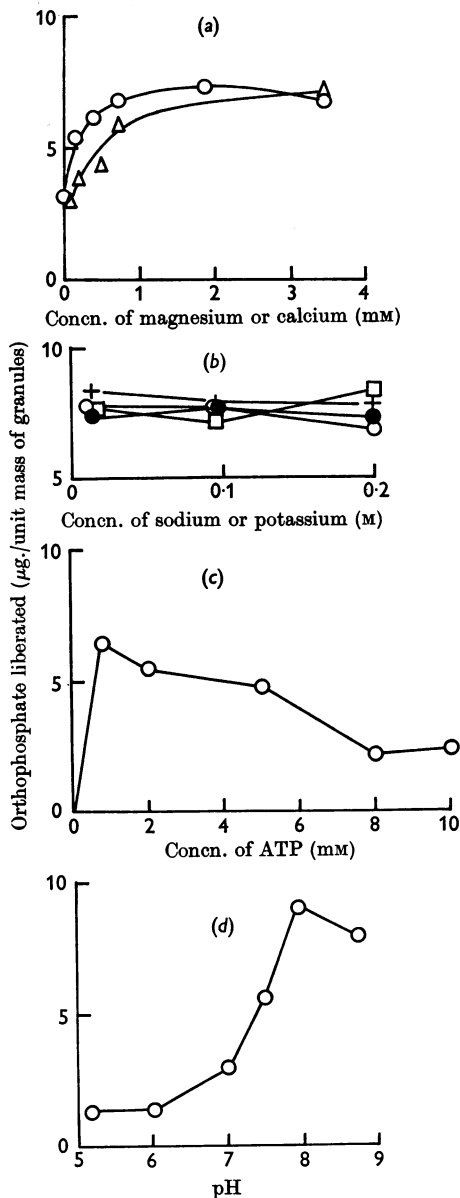 (a)
10
5
0
0 1 2 3 4
Concn. of magnesium or calcium (mM)
(b)
10
5
0 0·1 0·2
Concn. of sodium or potassium (M)
Orthophosphate liberated (μg./unit mass of granules)
(c)
10
5
0
0 2 4 6 8 10
Concn. of ATP (mM)
(d)
10
5
0
5 6 7 8 9
pH